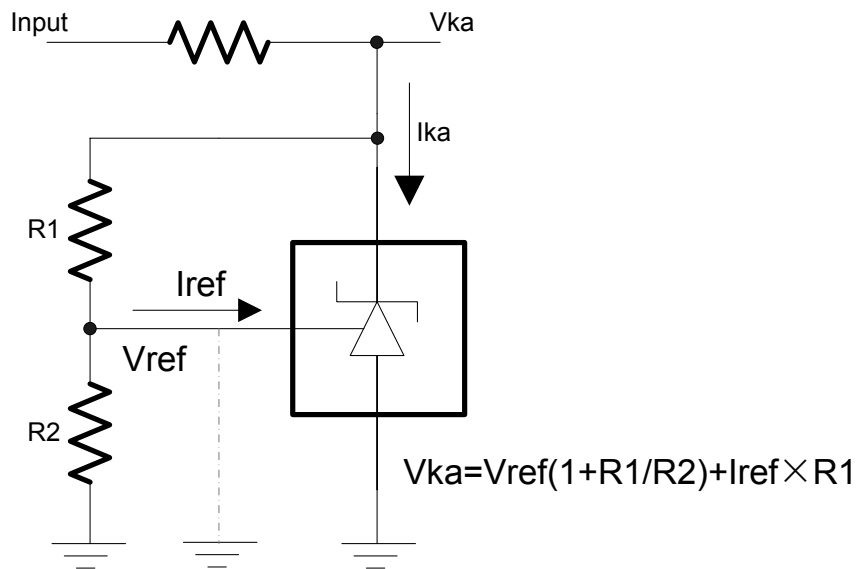 Input
Vka
Ika
R1
Iref
Vref
R2
Vka=Vref(1+R1/R2)+Iref×R1